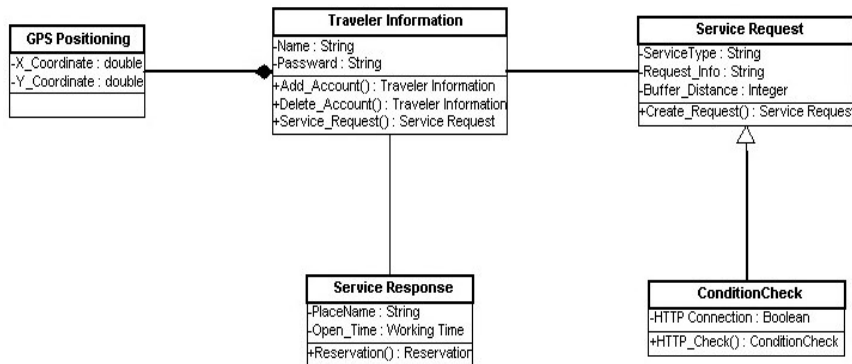 GPS Positioning
-X_Coordinate : double
-Y_Coordinate : double
Traveler Information
-Name : String
-Passward : String
+Add_Account() : Traveler Information
+Delete_Account() : Traveler Information
+Service_Request() : Service Request
Service Request
-ServiceType : String
-Request_Info : String
-Buffer_Distance : Integer
+Create_Request() : Service Request
Service Response
-PlaceName : String
-Open_Time : Working Time
+Reservation() : Reservation
ConditionCheck
-HTTP Connection : Boolean
+HTTP_Check() : ConditionCheck